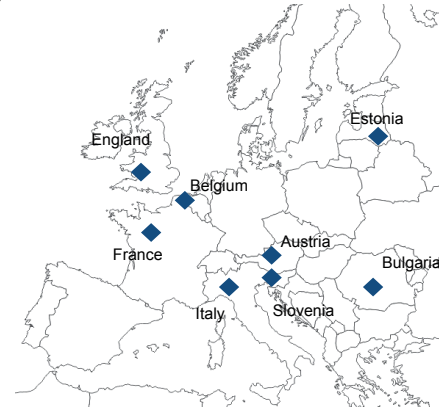 Estonia
England
Belgium
Austria
France
Bulgaria
Italy
Slovenia